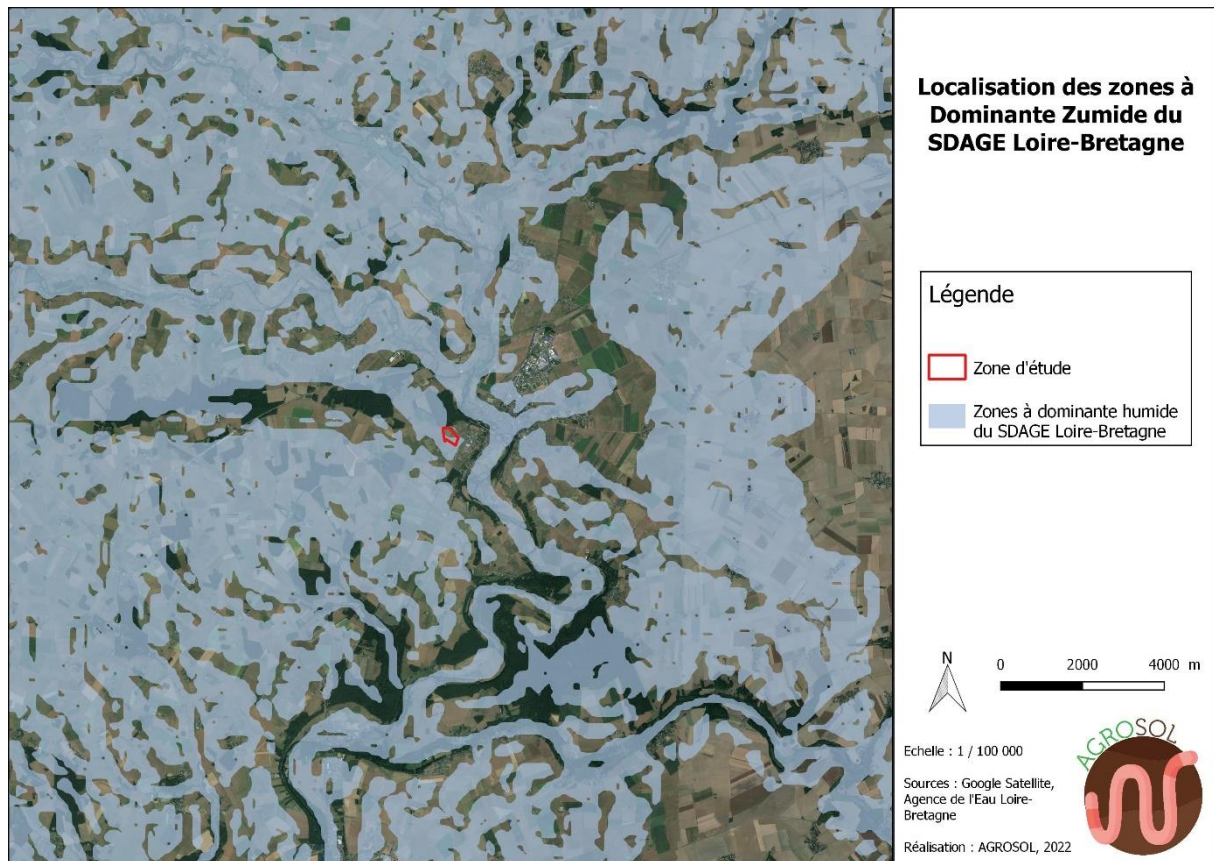 Localisation des zones à
Dominante Zumide du
SDAGE Loire-Bretagne
Légende
Zone d'étude
Zones à dominante humide
du SDAGE Loire-Bretagne
N
0 2000 4000 m
Echelle : 1 / 100 000
Sources : Google Satellite,
Agence de l'Eau Loire-
Bretagne
Réalisation : AGROSOL, 2022
AGROSOL